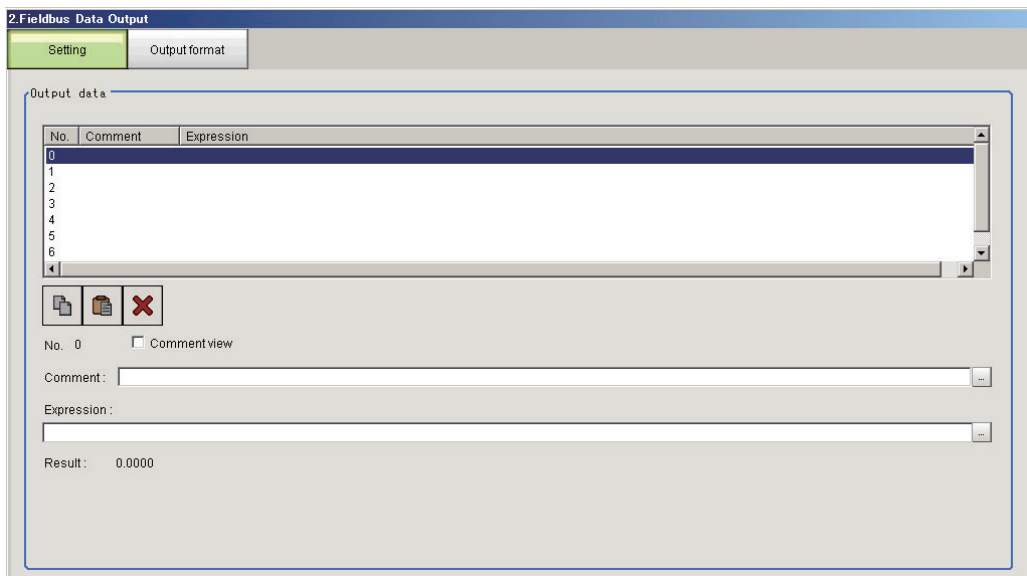 2.Fieldbus Data Output
Setting Output format
Output data
No. Comment Expression
0
1
2
3
4
5
6
No. 0 Comment view
Comment : ...
Expression :
...
Result : 0.0000